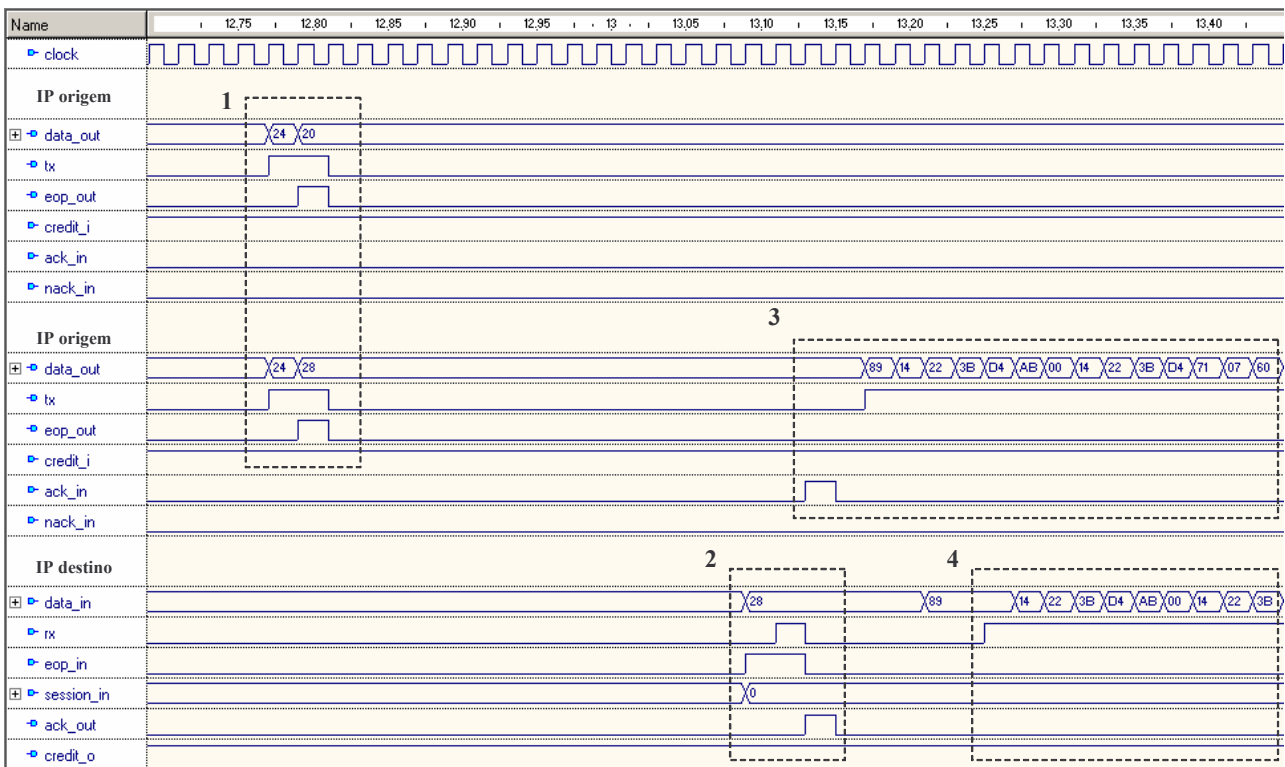 Name 12,75 12,80 12,85 12,90 12,95 13 13,05 13,10 13,15 13,20 13,25 13,30 13,35 13,40
clock
IP origem 1
data_out 24 20
tx
eop_out
credit_i
ack_in
nack_in
3
IP origem
data_out 24 28 89 14 22 3B D4 AB 00 14 22 3B D4 71 07 60
tx
eop_out
credit_i
ack_in
nack_in
IP destino 2 4
data_in 28 89 14 22 3B D4 AB 00 14 22 3B
rx
eop_in
session_in 0
ack_out
credit_o